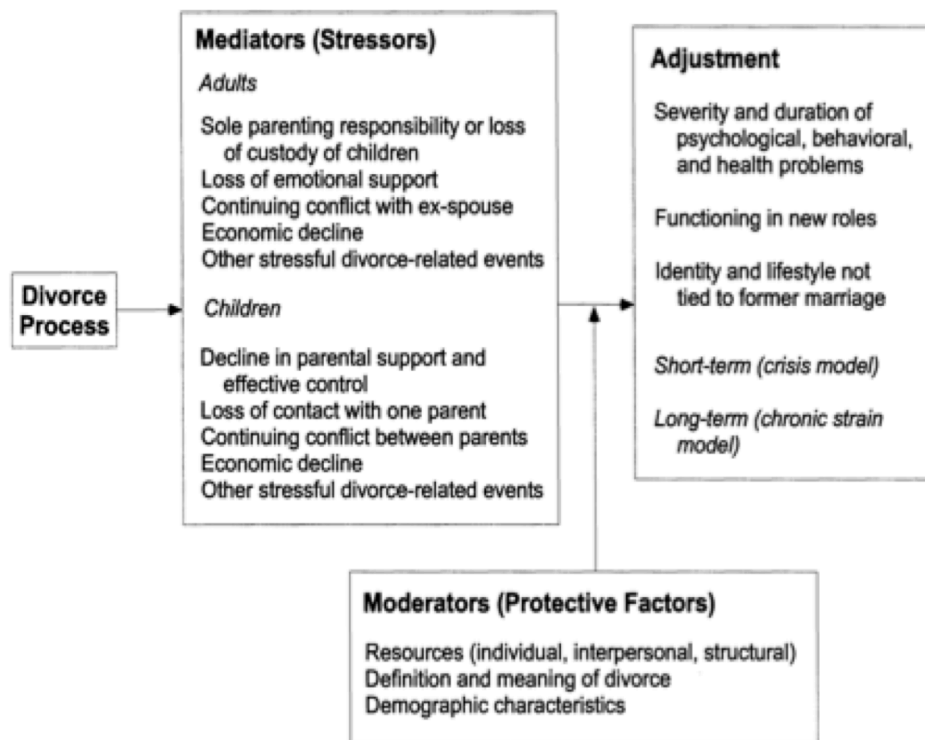 Mediators (Stressors)
Adults
Sole parenting responsibility or loss
of custody of children
Loss of emotional support
Continuing conflict with ex-spouse
Economic decline
Other stressful divorce-related events
Children
Decline in parental support and
effective control
Loss of contact with one parent
Continuing conflict between parents
Economic decline
Other stressful divorce-related events
Divorce
Process
Adjustment
Severity and duration of
psychological, behavioral,
and health problems
Functioning in new roles
Identity and lifestyle not
tied to former marriage
Short-term (crisis model)
Long-term (chronic strain
model)
Moderators (Protective Factors)
Resources (individual, interpersonal, structural)
Definition and meaning of divorce
Demographic characteristics